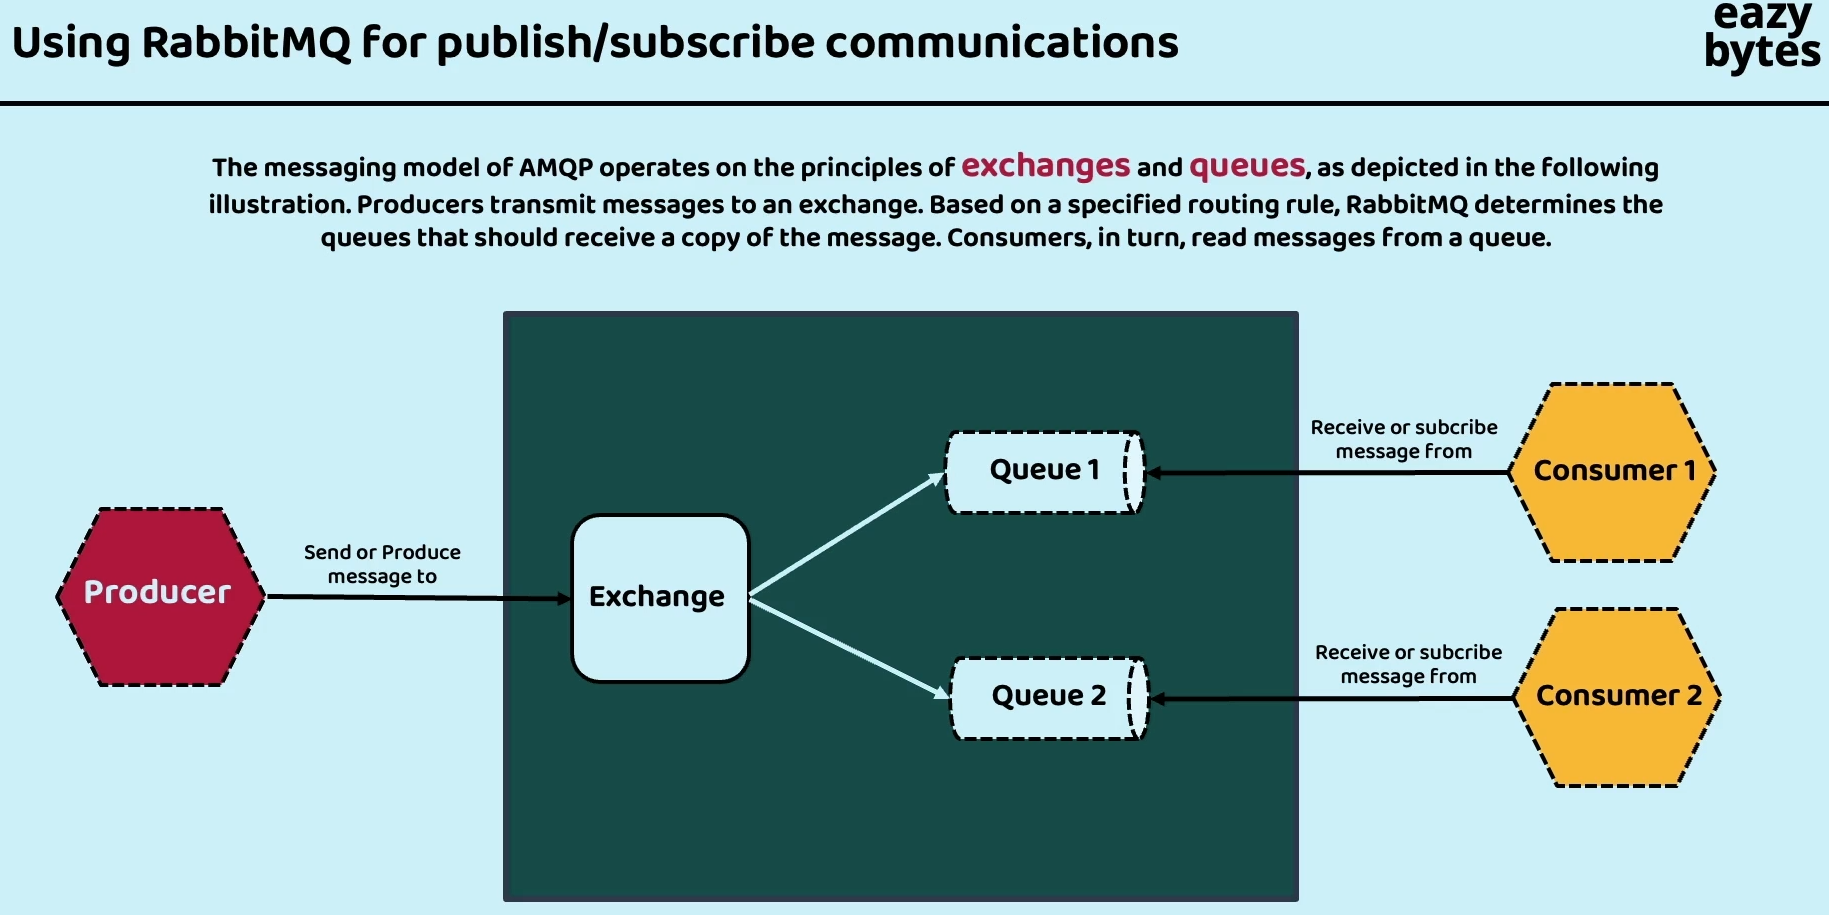 Using RabbitMQ for publish/subscribe communications
eazy
bytes
The messaging model of AMQP operates on the principles of exchanges and queues, as depicted in the following
illustration. Producers transmit messages to an exchange. Based on a specified routing rule, RabbitMQ determines the
queues that should receive a copy of the message. Consumers, in turn, read messages from a queue.
Producer
Send or Produce
message to
Exchange
Queue 1
Receive or subcribe
message from
Consumer 1
Queue 2
Receive or subcribe
message from
Consumer 2